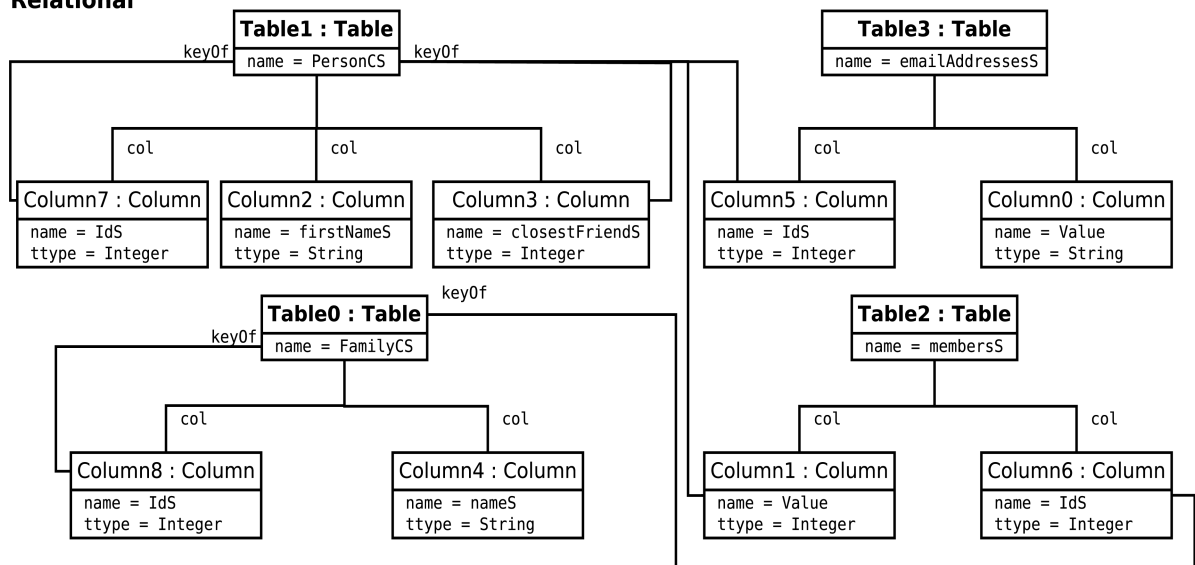 Relational
Table1 : Table
name = PersonCS
keyOf
keyOf
Table3 : Table
name = emailAddressesS
col
col
col
col
col
Column7 : Column
name = IdS
ttype = Integer
Column2 : Column
name = firstNameS
ttype = String
Column3 : Column
name = closestFriendS
ttype = Integer
Column5 : Column
name = IdS
ttype = Integer
Column0 : Column
name = Value
ttype = String
keyOf
Table0 : Table
name = FamilyCS
keyOf
Table2 : Table
name = membersS
col
col
col
col
Column8 : Column
name = IdS
ttype = Integer
Column4 : Column
name = nameS
ttype = String
Column1 : Column
name = Value
ttype = Integer
Column6 : Column
name = IdS
ttype = Integer